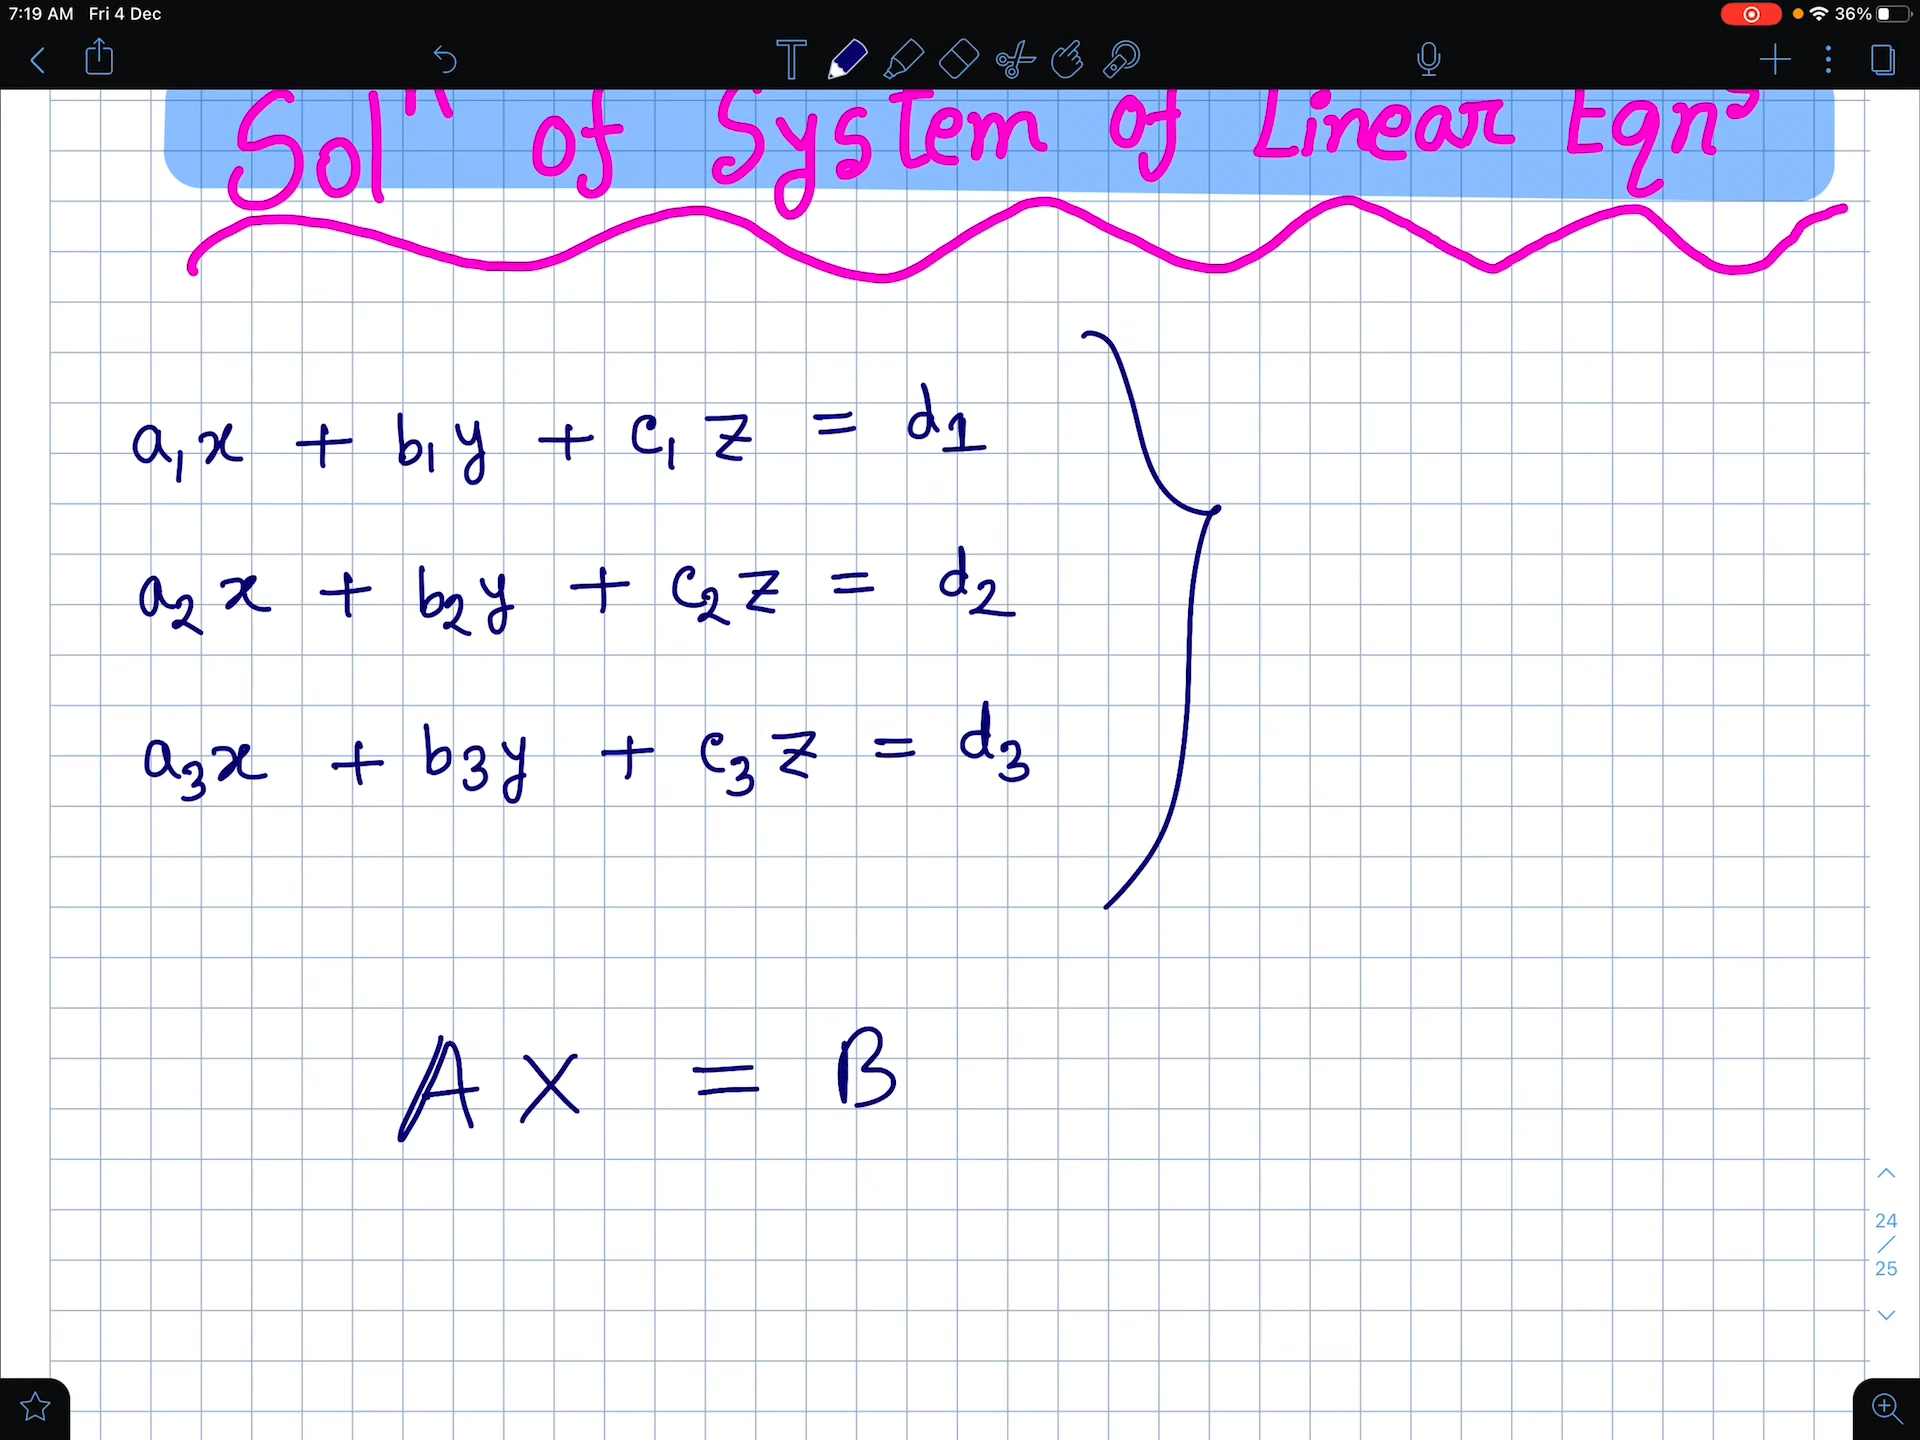 7:19 AM Fri 4 Dec 36%
T
Solⁿ of System of Linear Eqnˢ
a₁x + b₁y + c₁z = d1
a₂x + b₂y + c₂z = d₂
a₃x + b₃y + c₃z = d₃
AX = B
24
/
25